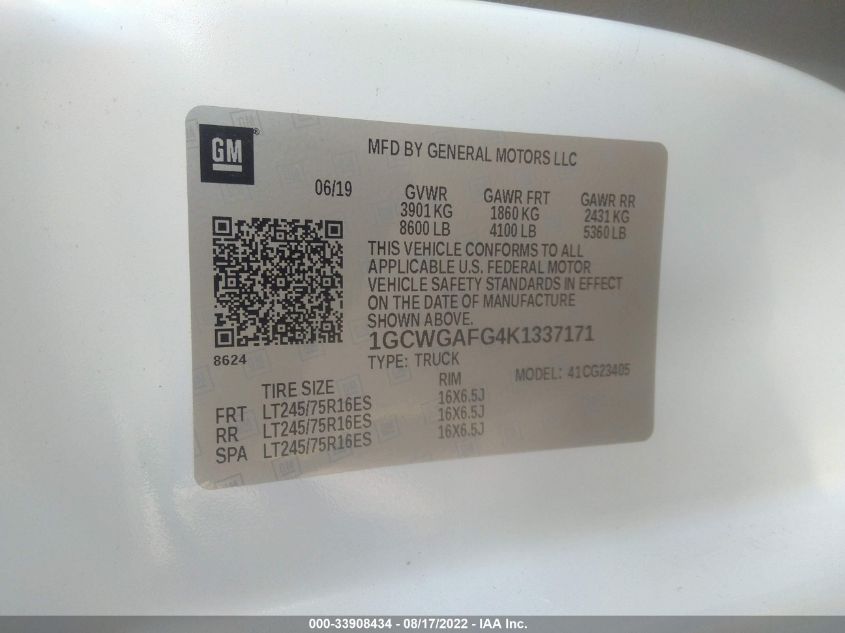 GM®
MFD BY GENERAL MOTORS LLC
06/19
GVWR GAWR FRT GAWR RR
3901 KG 1860 KG 2431 KG
8600 LB 4100 LB 5360 LB
THIS VEHICLE CONFORMS TO ALL
APPLICABLE U.S. FEDERAL MOTOR
VEHICLE SAFETY STANDARDS IN EFFECT
ON THE DATE OF MANUFACTURE
SHOWN ABOVE.
1GCWGAFG4K1337171
8624
TYPE: TRUCK
MODEL: 41CG23405
TIRE SIZE RIM
FRT LT245/75R16ES 16X6.5J
RR LT245/75R16ES 16X6.5J
SPA LT245/75R16ES 16X6.5J
000-33908434 - 08/17/2022 - IAA Inc.